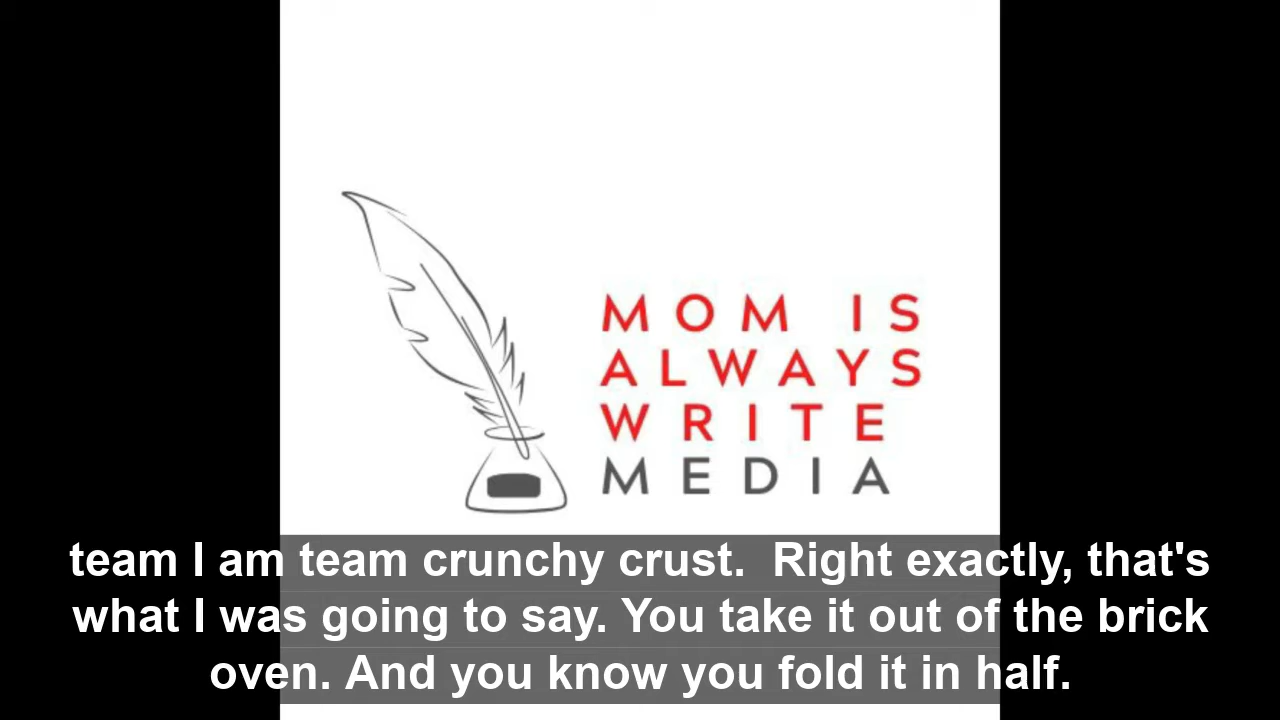 MOM IS
ALWAYS
WRITE
MEDIA
team I am team crunchy crust.  Right exactly, that's
what I was going to say. You take it out of the brick
oven. And you know you fold it in half.